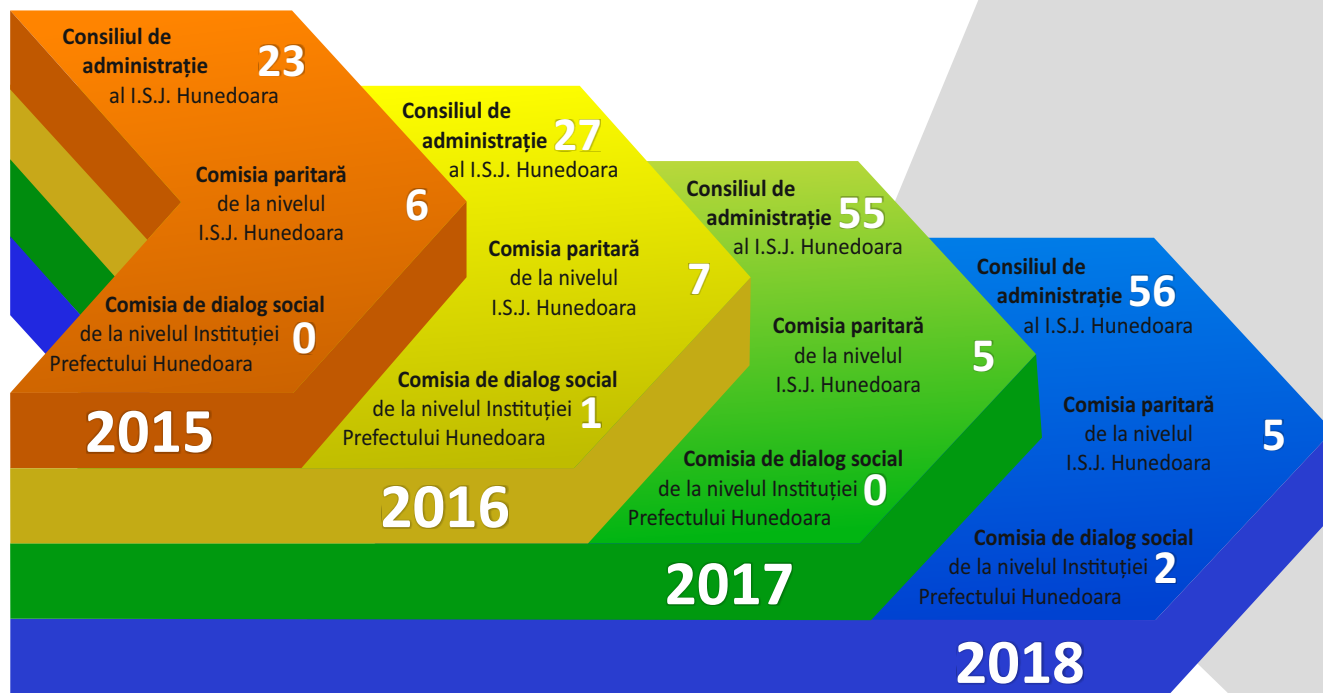 Consiliul de
administrație 23
al I.S.J. Hunedoara
Comisia paritară
de la nivelul 6
I.S.J. Hunedoara
Comisia de dialog social
de la nivelul Instituției 0
Prefectului Hunedoara
2015
Consiliul de
administrație 27
al I.S.J. Hunedoara
Comisia paritară
de la nivelul 7
I.S.J. Hunedoara
Comisia de dialog social
de la nivelul Instituției 1
Prefectului Hunedoara
2016
Consiliul de
administrație 55
al I.S.J. Hunedoara
Comisia paritară
de la nivelul 5
I.S.J. Hunedoara
Comisia de dialog social
de la nivelul Instituției 0
Prefectului Hunedoara
2017
Consiliul de
administrație 56
al I.S.J. Hunedoara
Comisia paritară
de la nivelul 5
I.S.J. Hunedoara
Comisia de dialog social
de la nivelul Instituției 2
Prefectului Hunedoara
2018